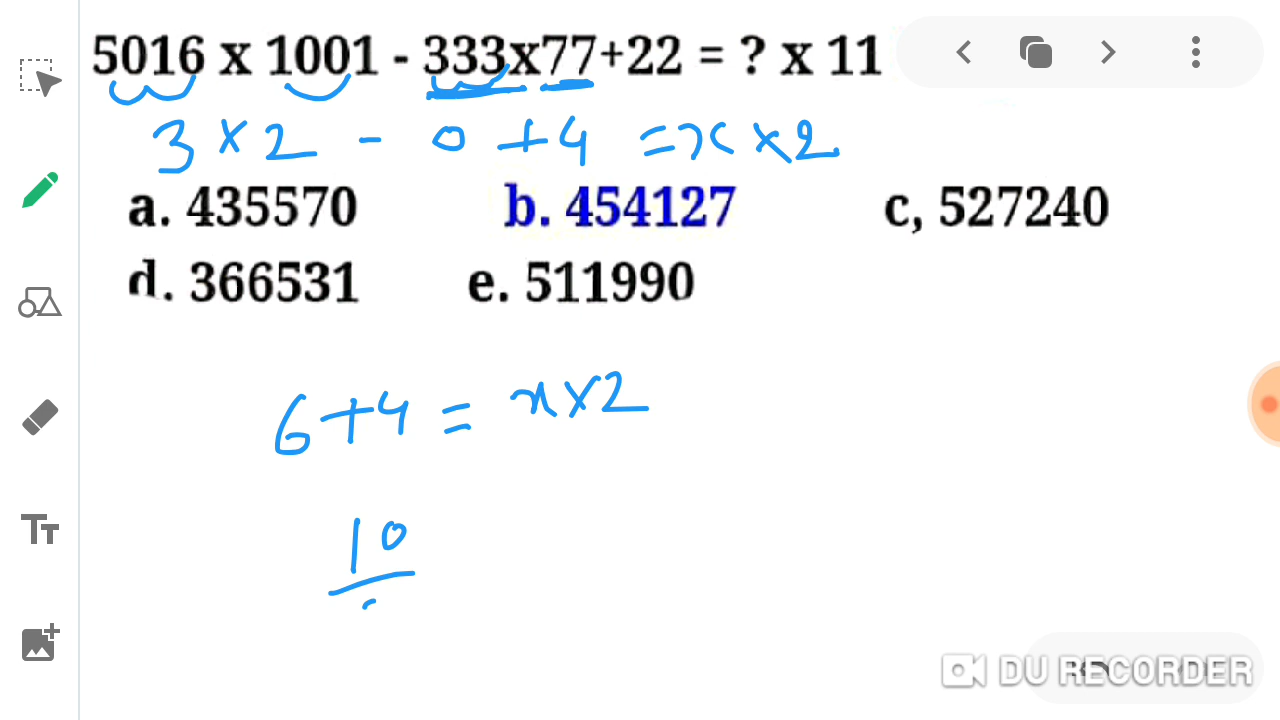 5016 x 1001 - 333x77+22 = ? x 11
3 x 2 - 0 + 4 = x x 2
a. 435570 b. 454127 c, 527240
d. 366531 e. 511990
6 + 4 = x x 2
10
Tт
DU RECORDER